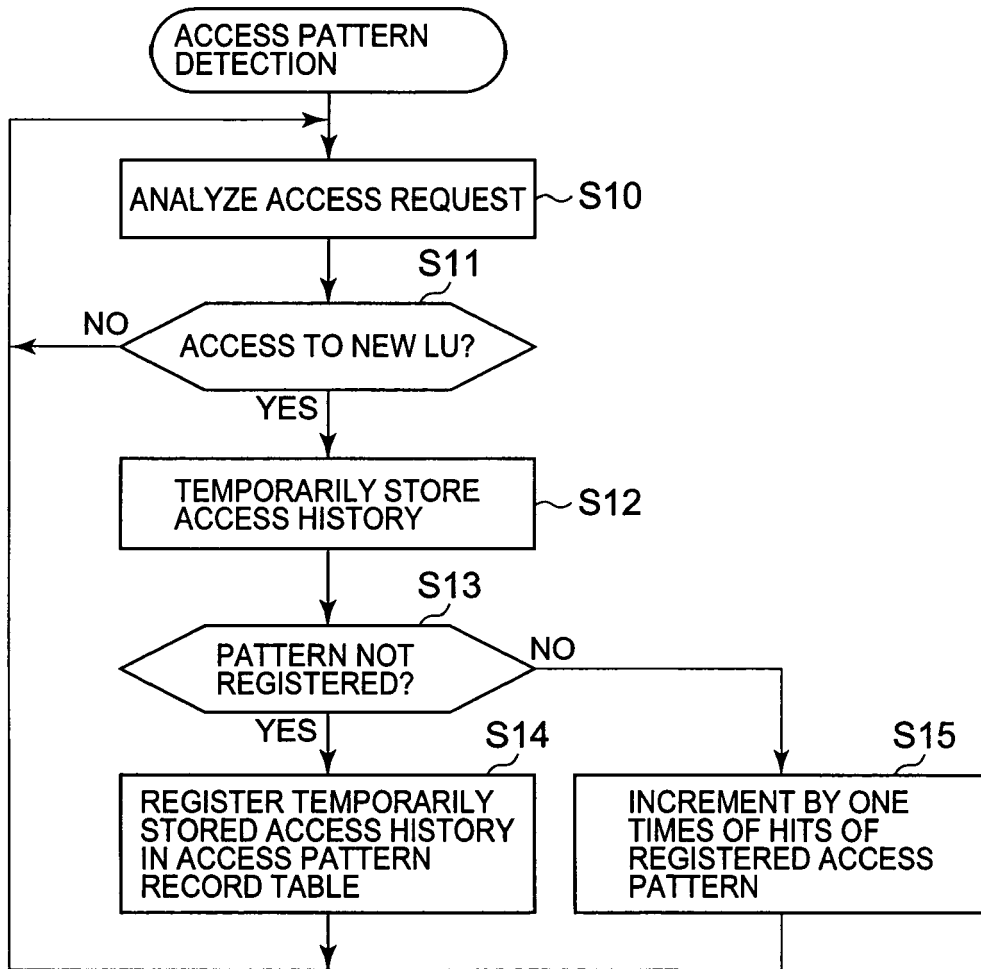 ACCESS PATTERN
DETECTION
ANALYZE ACCESS REQUEST
S10
S11
NO
ACCESS TO NEW LU?
YES
TEMPORARILY STORE
ACCESS HISTORY
S12
S13
PATTERN NOT
REGISTERED?
NO
YES
S14
REGISTER TEMPORARILY
STORED ACCESS HISTORY
IN ACCESS PATTERN
RECORD TABLE
S15
INCREMENT BY ONE
TIMES OF HITS OF
REGISTERED ACCESS
PATTERN